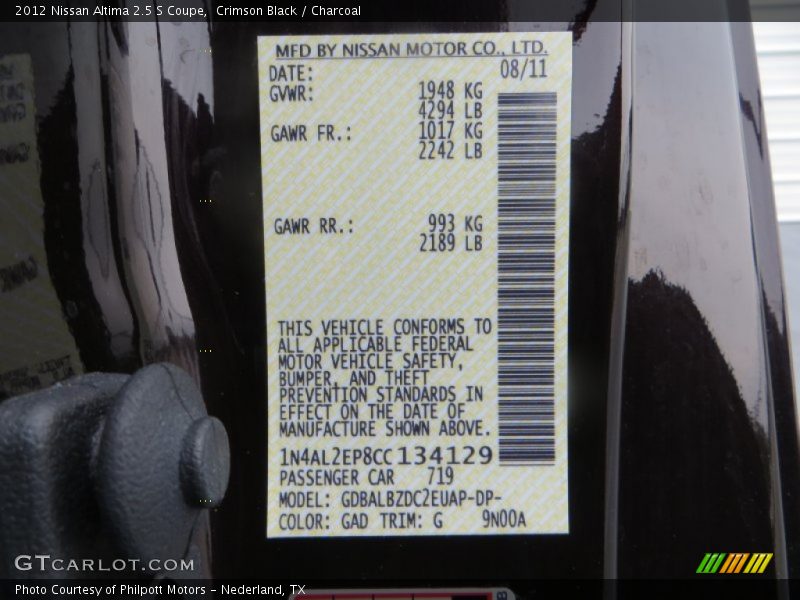 2012 Nissan Altima 2.5 S Coupe,  Crimson Black / Charcoal
MFD BY NISSAN MOTOR CO., LTD.
DATE: 08/11
GVWR: 1948 KG
4294 LB
GAWR FR.: 1017 KG
2242 LB
GAWR RR.: 993 KG
2189 LB
THIS VEHICLE CONFORMS TO
ALL APPLICABLE FEDERAL
MOTOR VEHICLE SAFETY,
BUMPER, AND THEFT
PREVENTION STANDARDS IN
EFFECT ON THE DATE OF
MANUFACTURE SHOWN ABOVE.
1N4AL2EP8CC134129
PASSENGER CAR 719
MODEL: GDBALBZDC2EUAP-DP-
COLOR: GAD TRIM: G 9N00A
GTCARLOT.COM
Photo Courtesy of Philpott Motors - Nederland, TX